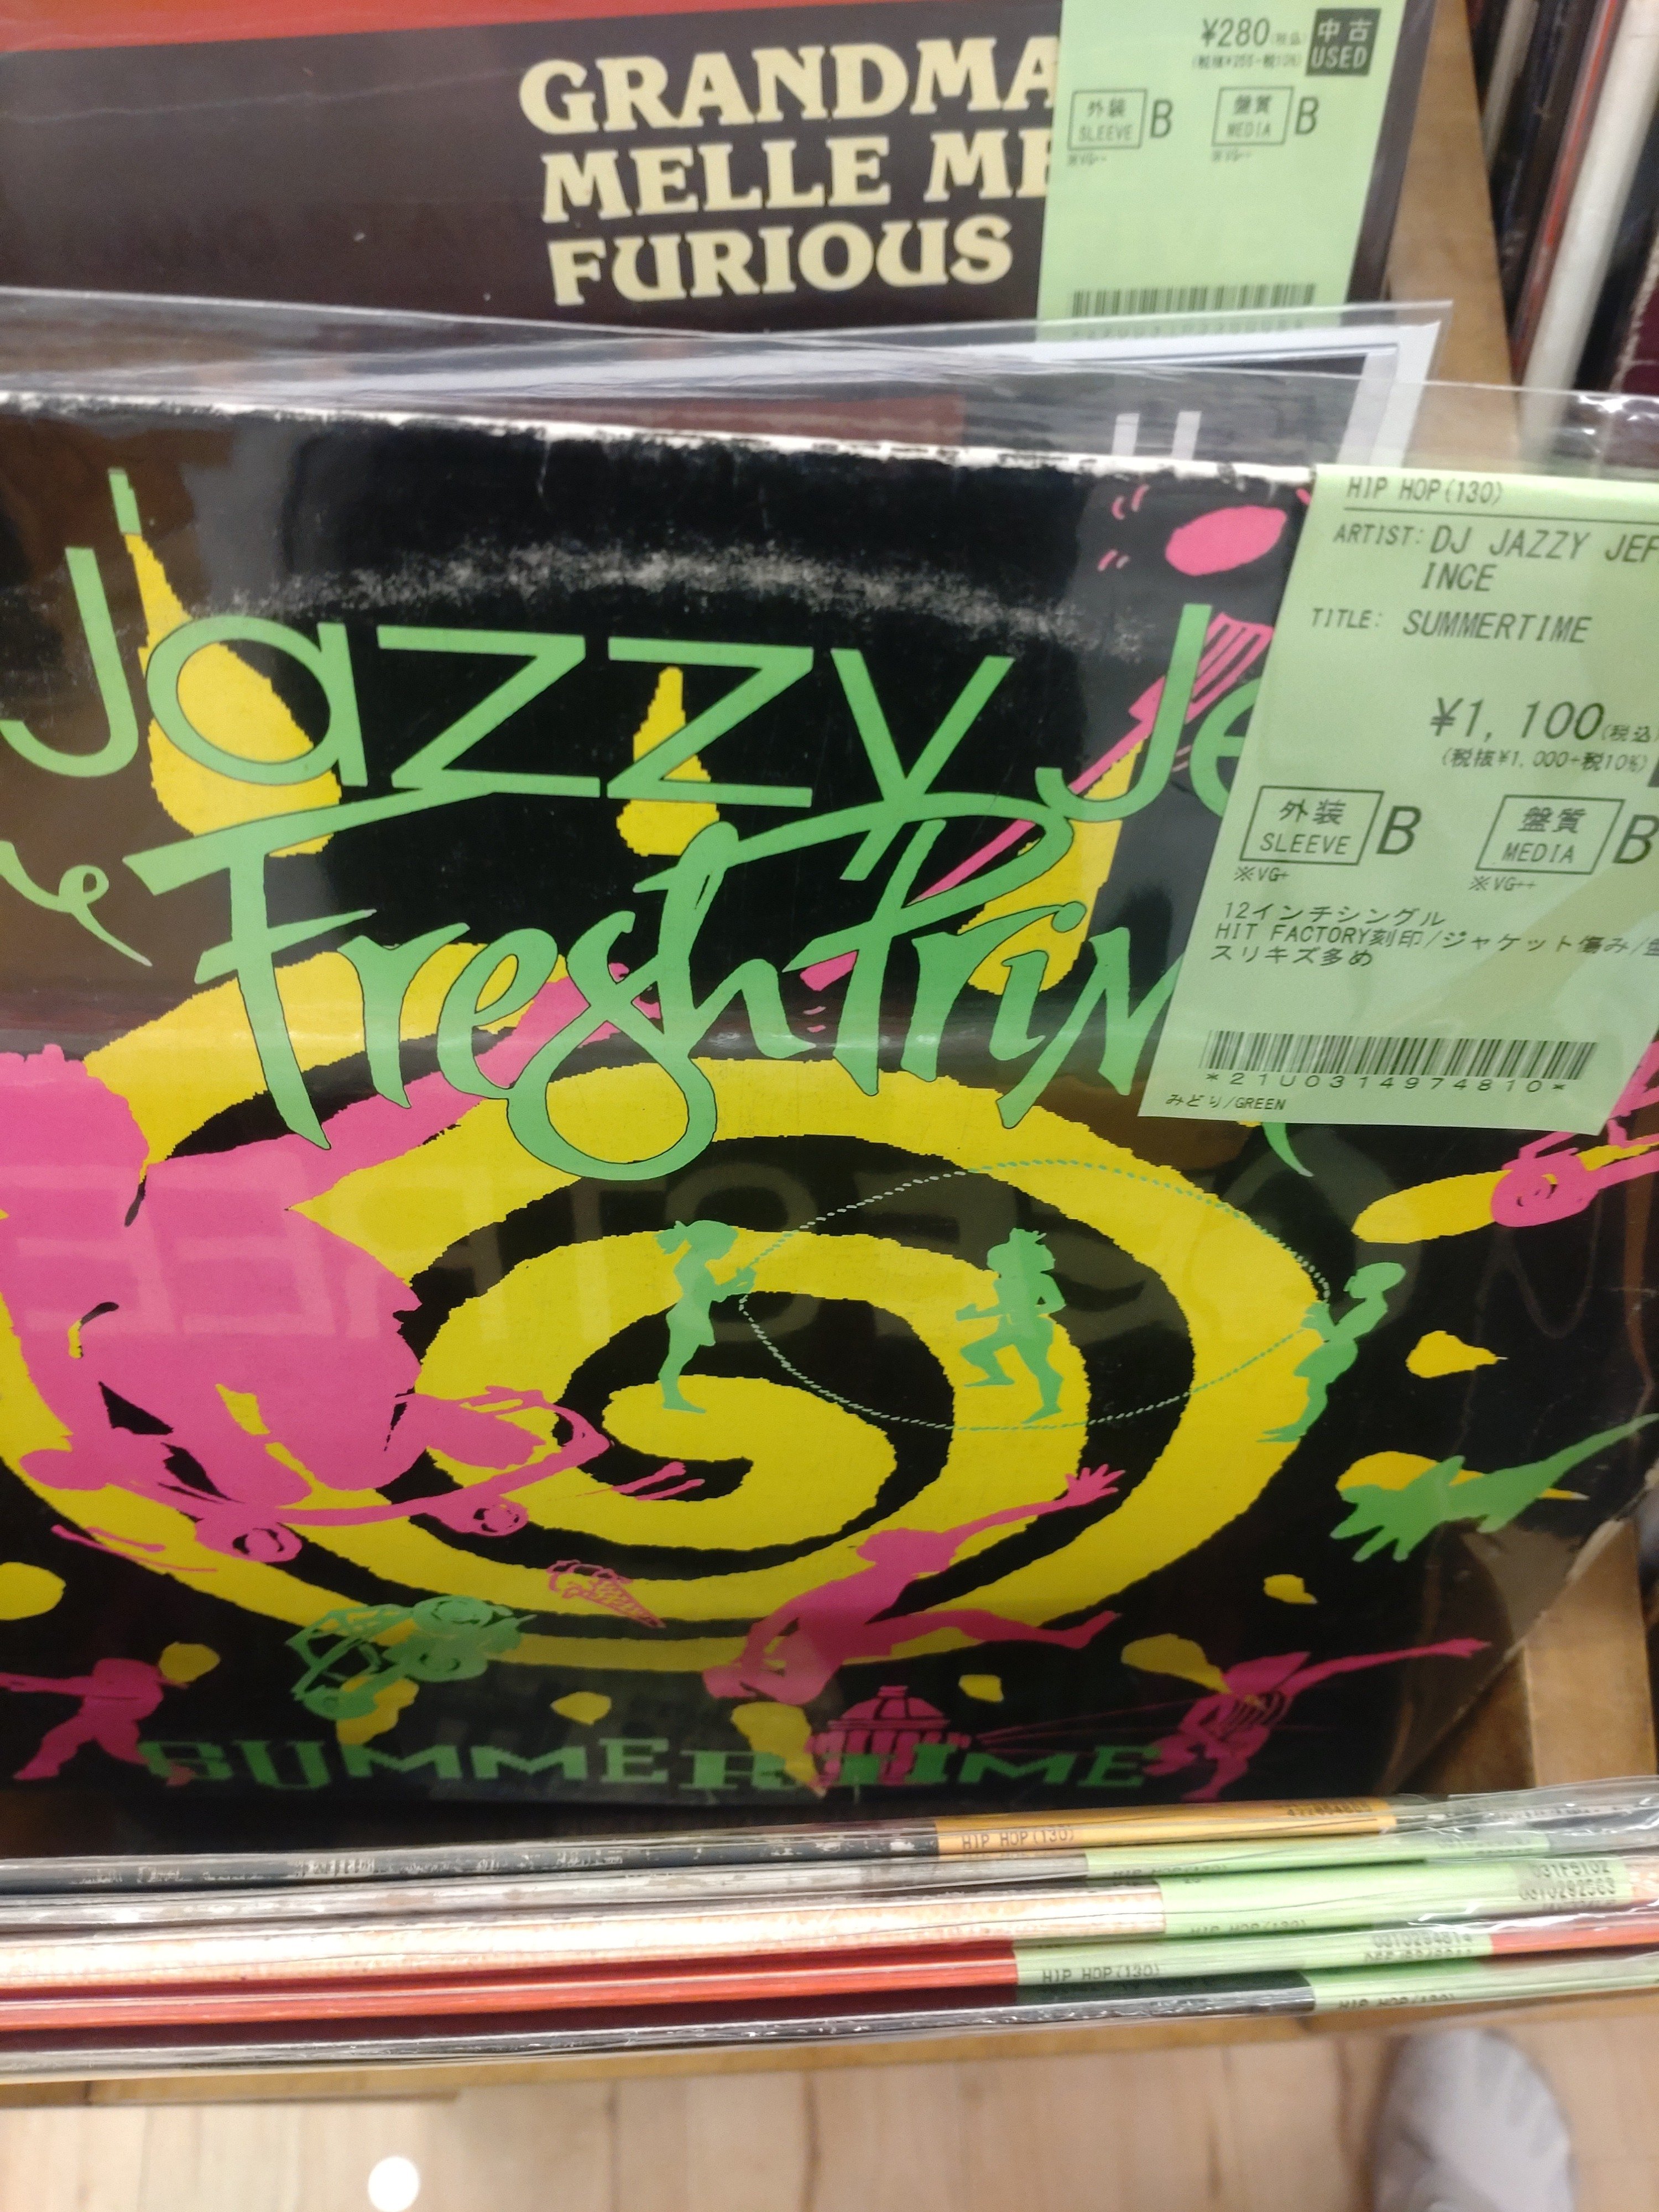 GRANDMA
MELLE ME
FURIOUS
¥280
中古
USED
外装
SLEEVE
B
盤質
MEDIA
B
Jazzy Je
& Fresh Prin
HIP HOP(130)
ARTIST: DJ JAZZY JEF
INCE
TITLE: SUMMERTIME
¥1,100(税込
(税抜¥1,000+税10%)
外装
SLEEVE
B
※VG+
盤質
MEDIA
B
※VG++
12インチシングル
HIT FACTORY刻印/ジャケット傷み/盤
スリキズ多め
*21U0314974810*
みどり/GREEN
SUMMERTIME
HIP HOP(130)
HIP HOP(130)
HIP HOP(130)